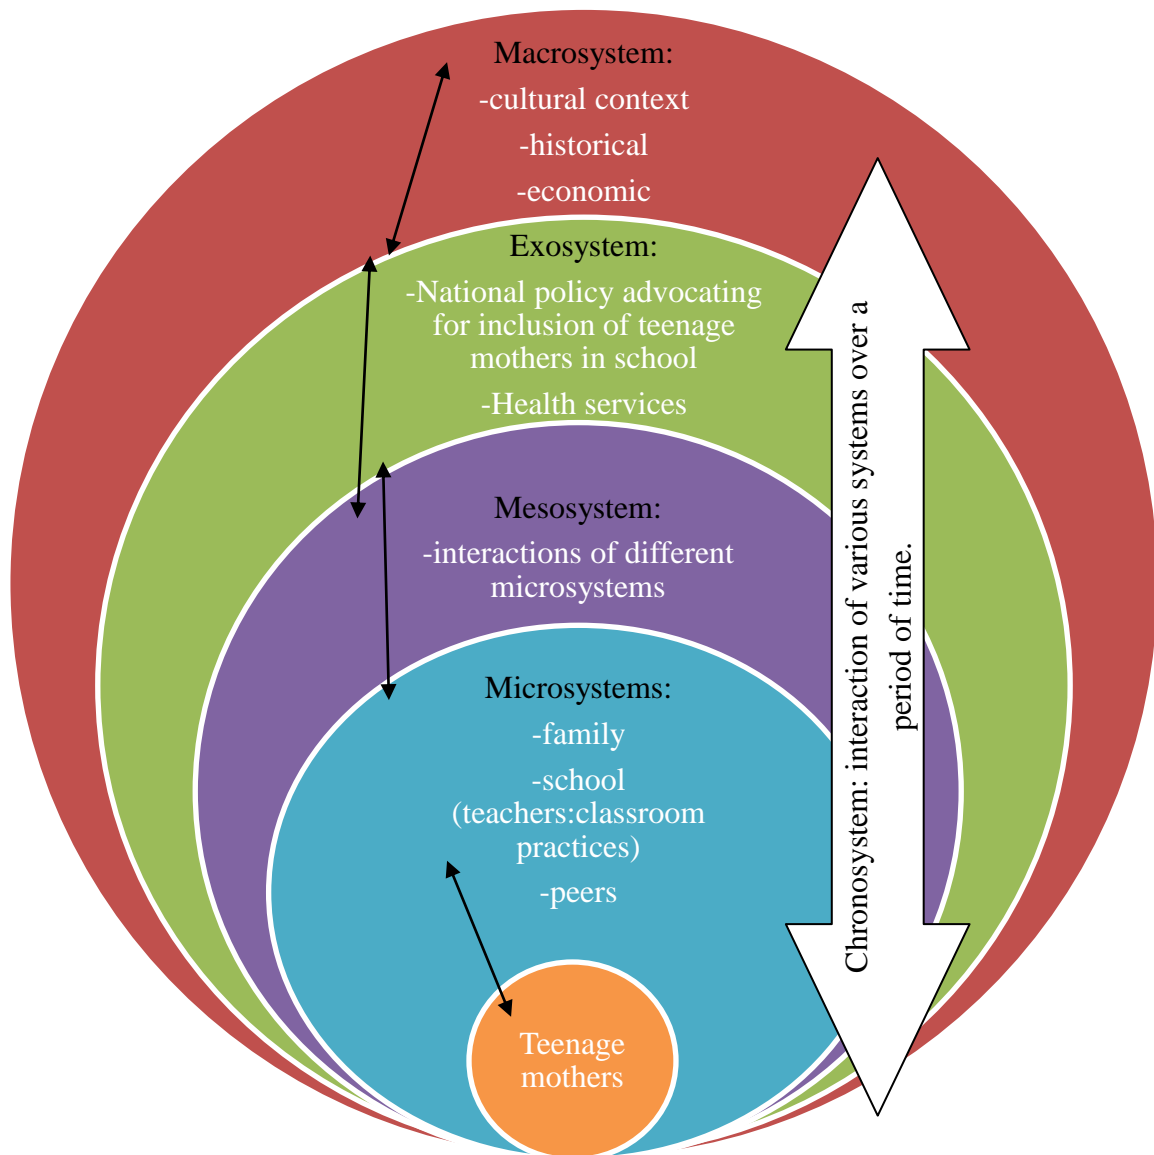 Macrosystem:
-cultural context
-historical
-economic
Exosystem:
-National policy advocating
for inclusion of teenage
mothers in school
-Health services
Mesosystem:
-interactions of different
microsystems
Microsystems:
-family
-school
(teachers:classroom
practices)
-peers
Teenage
mothers
Chronosystem: interaction of various systems over a
period of time.